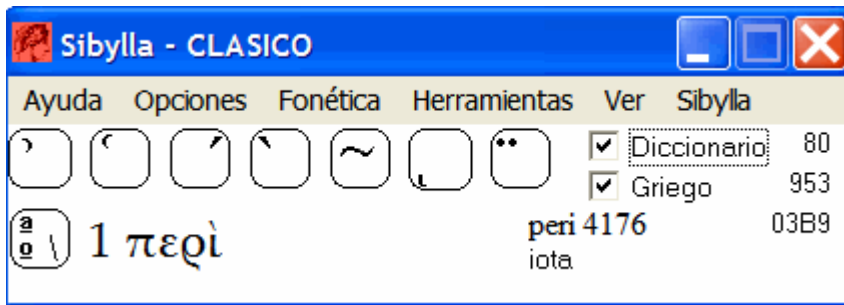 Sibylla - CLASICO
Ayuda Opciones Fonética Herramientas Ver Sibylla
Diccionario 80
Griego 953
1 περὶ peri 4176 03B9
iota